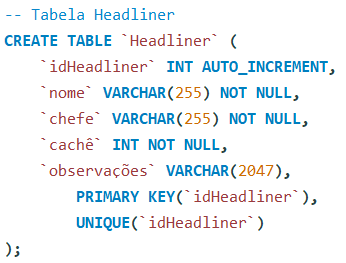 -- Tabela Headliner
CREATE TABLE `Headliner` (
    `idHeadliner` INT AUTO_INCREMENT,
    `nome` VARCHAR(255) NOT NULL,
    `chefe` VARCHAR(255) NOT NULL,
    `cachê` INT NOT NULL,
    `observações` VARCHAR(2047),
        PRIMARY KEY(`idHeadliner`),
        UNIQUE(`idHeadliner`)
);